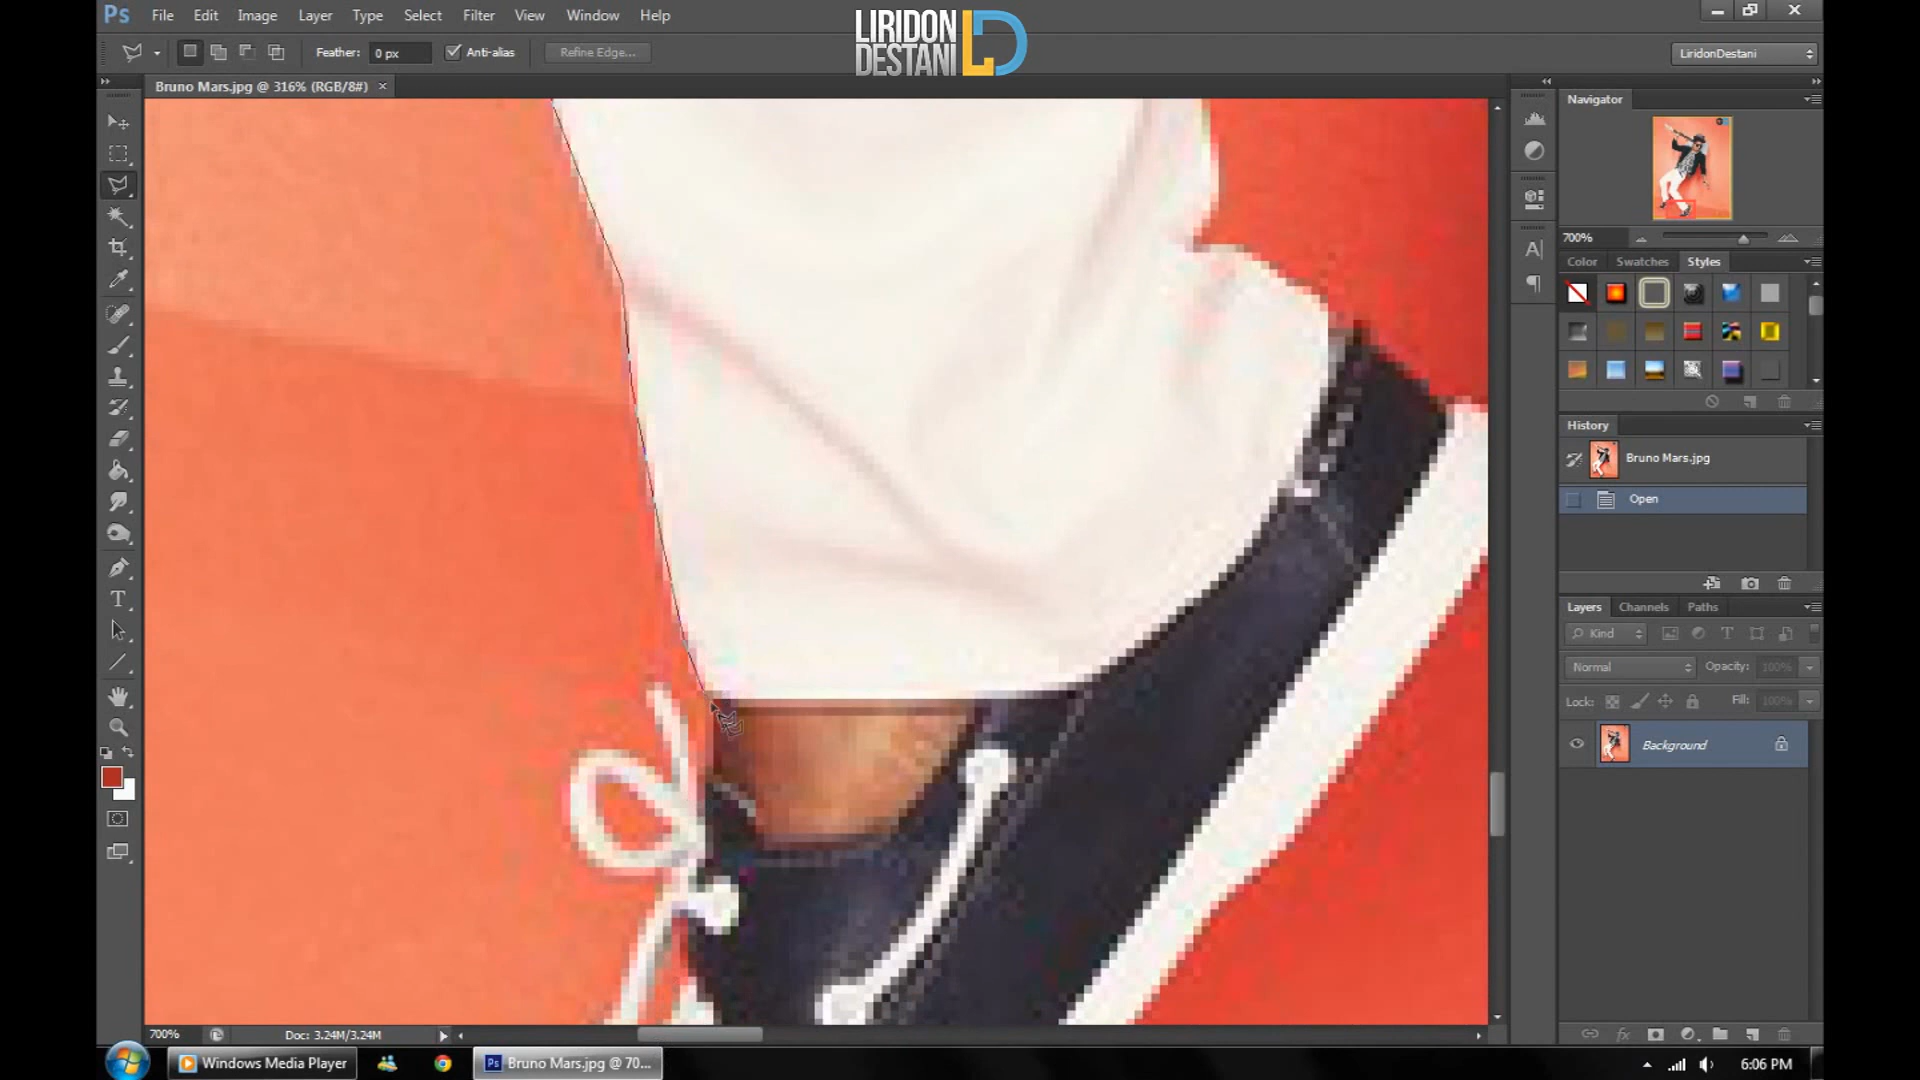 Ps File Edit Image Layer Type Select Filter View Window Help
LIRIDON
DESTANI
Feather: 0 px Anti-alias Refine Edge... LiridonDestani
Bruno Mars.jpg @ 316% (RGB/8#) ×
Navigator
700%
Color Swatches Styles
History
Bruno Mars.jpg
Open
Layers Channels Paths
Kind
Normal Opacity: 100%
Lock: Fill: 100%
Background
fx
700% Doc: 3.24M/3.24M
Windows Media Player Ps Bruno Mars.jpg @ 70... 6:06 PM